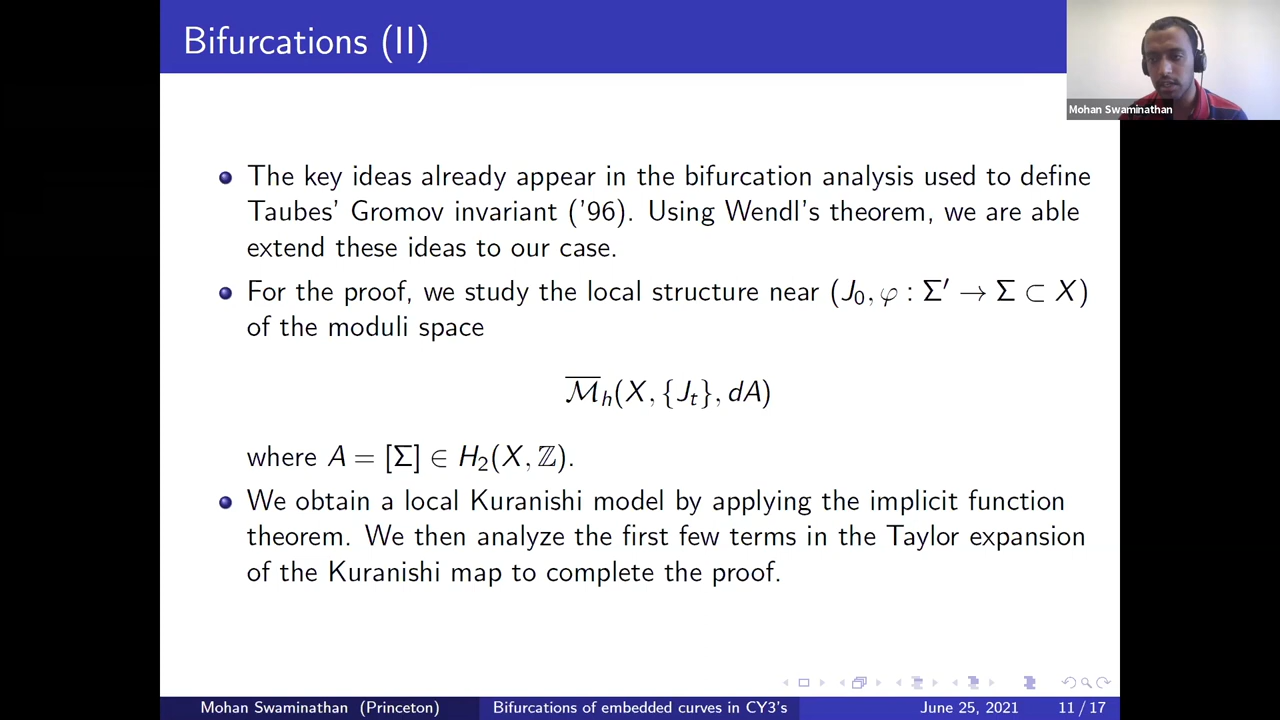 Bifurcations (II)
Mohan Swaminathan
The key ideas already appear in the bifurcation analysis used to define
Taubes' Gromov invariant ('96). Using Wendl's theorem, we are able
extend these ideas to our case.
For the proof, we study the local structure near (J₀, φ : Σ′ → Σ ⊂ X)
of the moduli space
ℳ̅ₕ(X, {Jₜ}, dA)
where A = [Σ] ∈ H₂(X, ℤ).
We obtain a local Kuranishi model by applying the implicit function
theorem. We then analyze the first few terms in the Taylor expansion
of the Kuranishi map to complete the proof.
Mohan Swaminathan (Princeton) Bifurcations of embedded curves in CY3's June 25, 2021 11 / 17